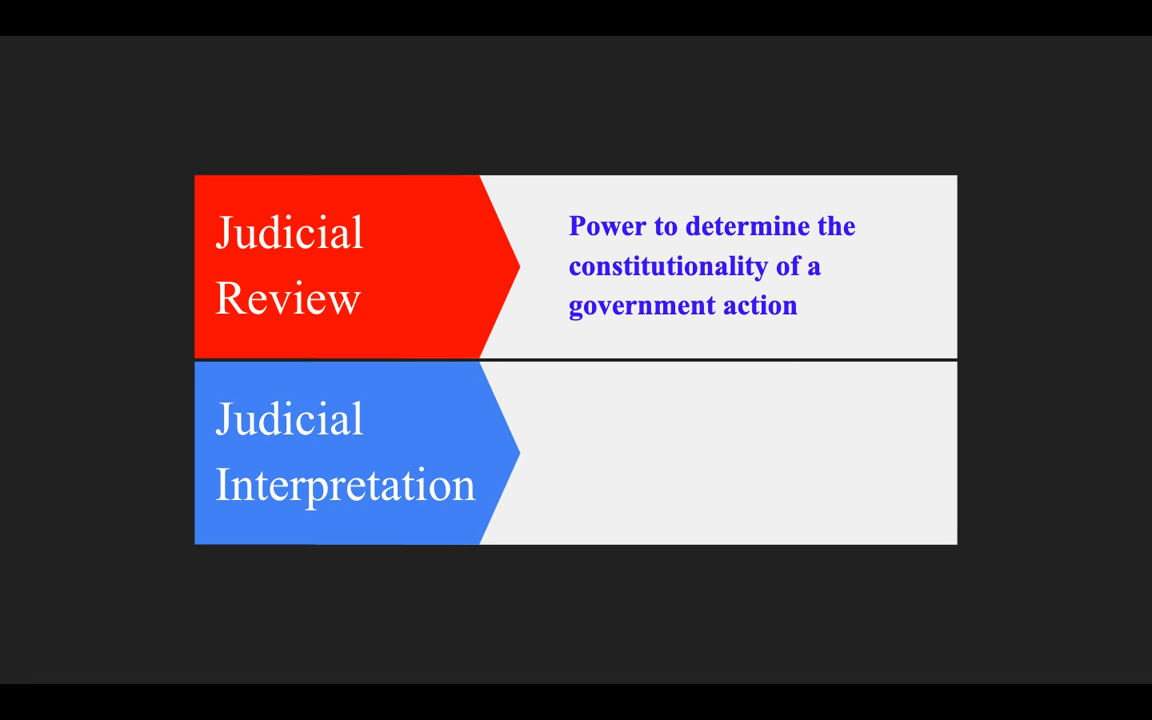 Judicial
Review
Power to determine the
constitutionality of a
government action
Judicial
Interpretation